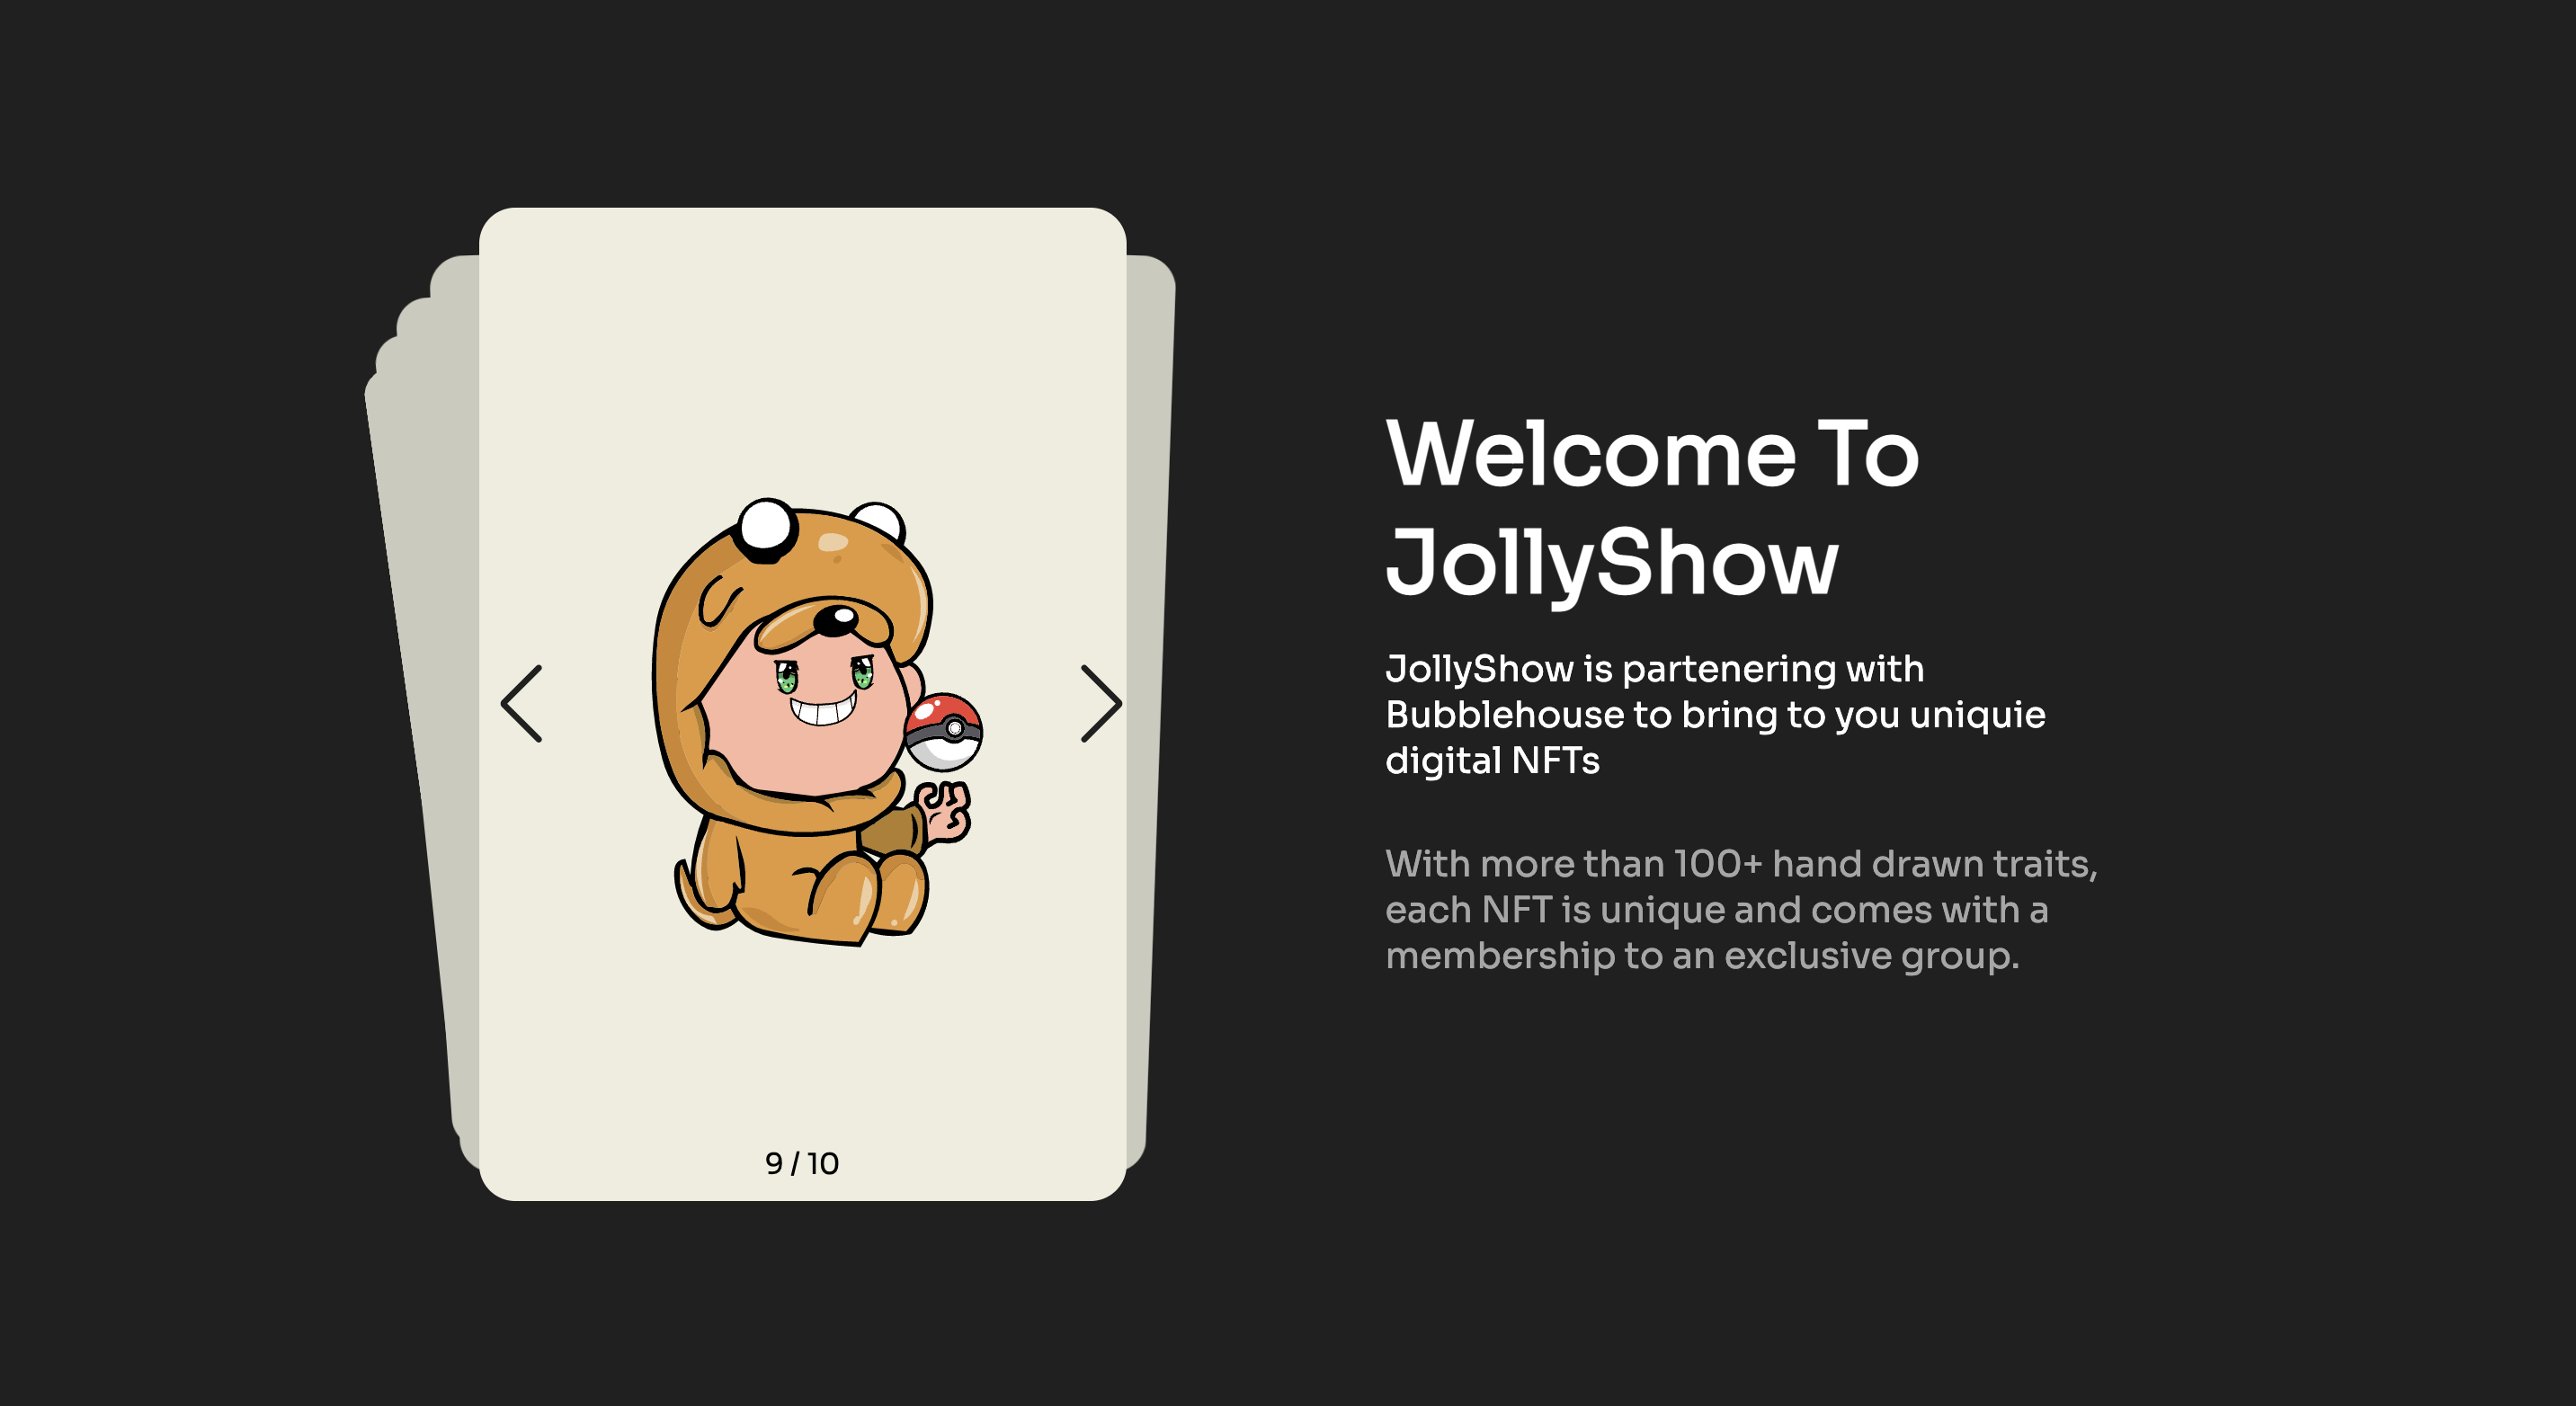 Welcome To
JollyShow
JollyShow is partenering with
Bubblehouse to bring to you uniquie
digital NFTs
With more than 100+ hand drawn traits,
each NFT is unique and comes with a
membership to an exclusive group.
9 / 10